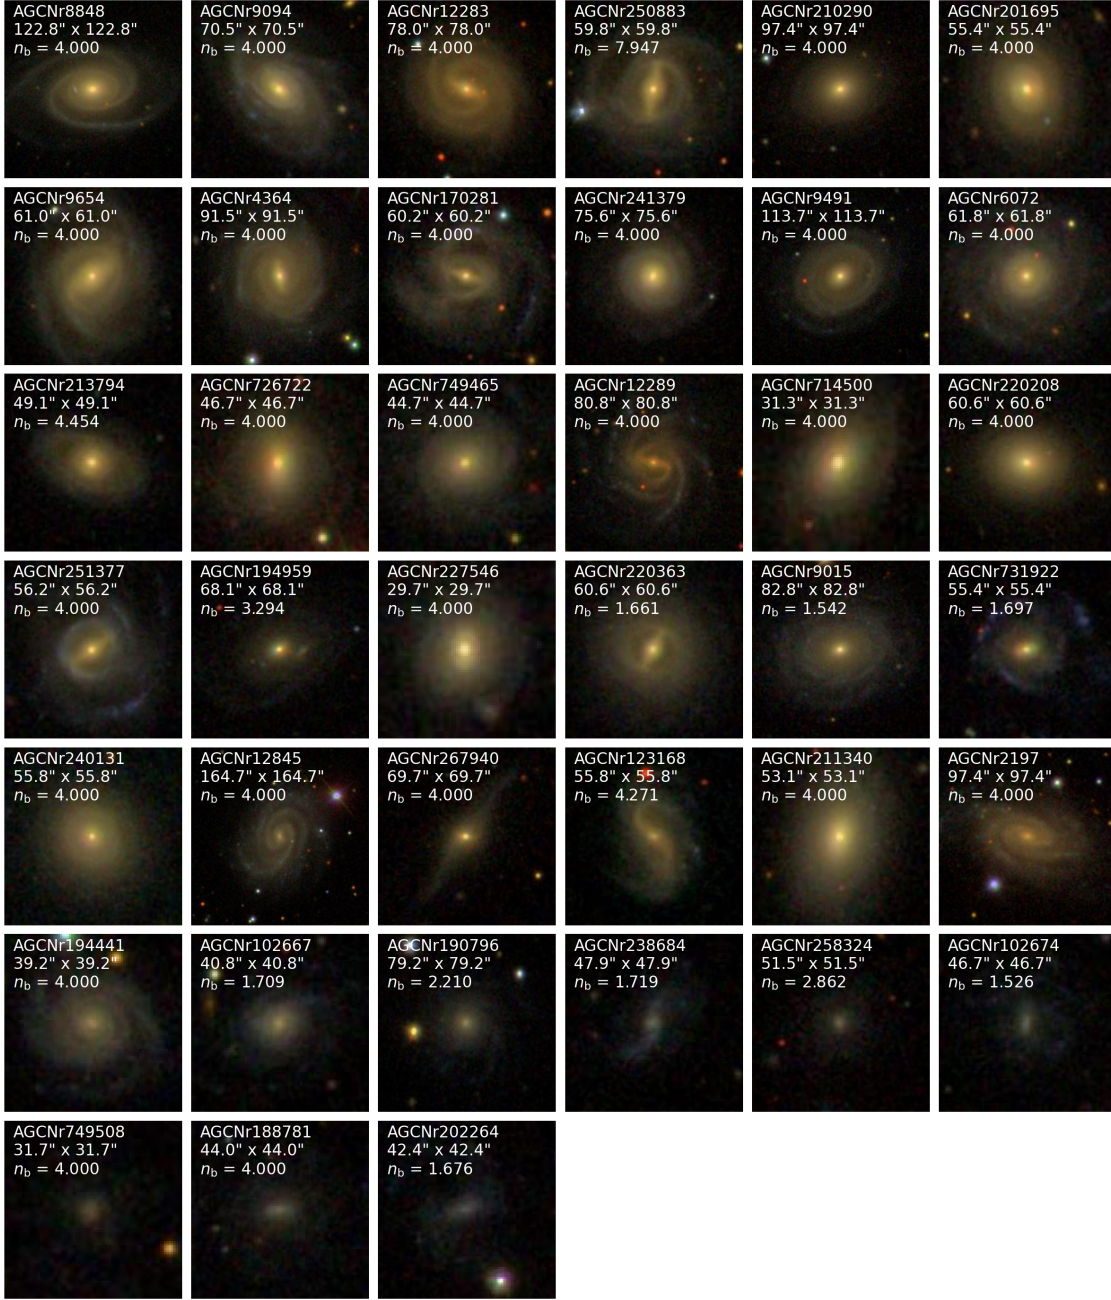 AGCNr8848
122.8" x 122.8"
nb = 4.000
AGCNr9094
70.5" x 70.5"
nb = 4.000
AGCNr12283
78.0" x 78.0"
nb = 4.000
AGCNr250883
59.8" x 59.8"
nb = 7.947
AGCNr210290
97.4" x 97.4"
nb = 4.000
AGCNr201695
55.4" x 55.4"
nb = 4.000
AGCNr9654
61.0" x 61.0"
nb = 4.000
AGCNr4364
91.5" x 91.5"
nb = 4.000
AGCNr170281
60.2" x 60.2"
nb = 4.000
AGCNr241379
75.6" x 75.6"
nb = 4.000
AGCNr9491
113.7" x 113.7"
nb = 4.000
AGCNr6072
61.8" x 61.8"
nb = 4.000
AGCNr213794
49.1" x 49.1"
nb = 4.454
AGCNr726722
46.7" x 46.7"
nb = 4.000
AGCNr749465
44.7" x 44.7"
nb = 4.000
AGCNr12289
80.8" x 80.8"
nb = 4.000
AGCNr714500
31.3" x 31.3"
nb = 4.000
AGCNr220208
60.6" x 60.6"
nb = 4.000
AGCNr251377
56.2" x 56.2"
nb = 4.000
AGCNr194959
68.1" x 68.1"
nb = 3.294
AGCNr227546
29.7" x 29.7"
nb = 4.000
AGCNr220363
60.6" x 60.6"
nb = 1.661
AGCNr9015
82.8" x 82.8"
nb = 1.542
AGCNr731922
55.4" x 55.4"
nb = 1.697
AGCNr240131
55.8" x 55.8"
nb = 4.000
AGCNr12845
164.7" x 164.7"
nb = 4.000
AGCNr267940
69.7" x 69.7"
nb = 4.000
AGCNr123168
55.8" x 55.8"
nb = 4.271
AGCNr211340
53.1" x 53.1"
nb = 4.000
AGCNr2197
97.4" x 97.4"
nb = 4.000
AGCNr194441
39.2" x 39.2"
nb = 4.000
AGCNr102667
40.8" x 40.8"
nb = 1.709
AGCNr190796
79.2" x 79.2"
nb = 2.210
AGCNr238684
47.9" x 47.9"
nb = 1.719
AGCNr258324
51.5" x 51.5"
nb = 2.862
AGCNr102674
46.7" x 46.7"
nb = 1.526
AGCNr749508
31.7" x 31.7"
nb = 4.000
AGCNr188781
44.0" x 44.0"
nb = 4.000
AGCNr202264
42.4" x 42.4"
nb = 1.676